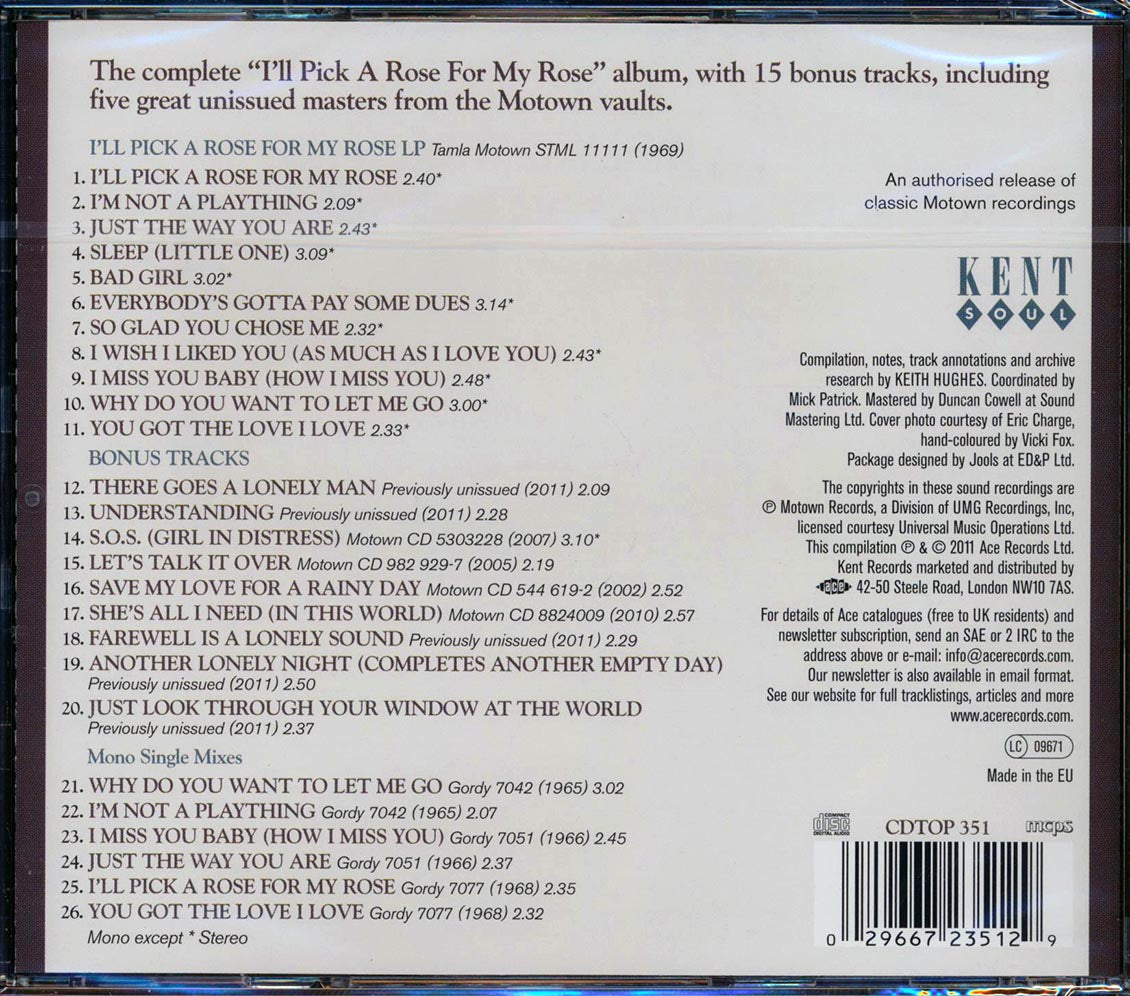 The complete “I’ll Pick A Rose For My Rose” album, with 15 bonus tracks, including
five great unissued masters from the Motown vaults.
I’LL PICK A ROSE FOR MY ROSE LP Tamla Motown STML 11111 (1969)
1. I’LL PICK A ROSE FOR MY ROSE 2.40*
2. I’M NOT A PLAYTHING 2.09*
3. JUST THE WAY YOU ARE 2.43*
4. SLEEP (LITTLE ONE) 3.09*
5. BAD GIRL 3.02*
6. EVERYBODY’S GOTTA PAY SOME DUES 3.14*
7. SO GLAD YOU CHOSE ME 2.32*
8. I WISH I LIKED YOU (AS MUCH AS I LOVE YOU) 2.43*
9. I MISS YOU BABY (HOW I MISS YOU) 2.48*
10. WHY DO YOU WANT TO LET ME GO 3.00*
11. YOU GOT THE LOVE I LOVE 2.33*
BONUS TRACKS
12. THERE GOES A LONELY MAN Previously unissued (2011) 2.09
13. UNDERSTANDING Previously unissued (2011) 2.28
14. S.O.S. (GIRL IN DISTRESS) Motown CD 5303228 (2007) 3.10*
15. LET’S TALK IT OVER Motown CD 982 929-7 (2005) 2.19
16. SAVE MY LOVE FOR A RAINY DAY Motown CD 544 619-2 (2002) 2.52
17. SHE’S ALL I NEED (IN THIS WORLD) Motown CD 8824009 (2010) 2.57
18. FAREWELL IS A LONELY SOUND Previously unissued (2011) 2.29
19. ANOTHER LONELY NIGHT (COMPLETES ANOTHER EMPTY DAY)
Previously unissued (2011) 2.50
20. JUST LOOK THROUGH YOUR WINDOW AT THE WORLD
Previously unissued (2011) 2.37
Mono Single Mixes
21. WHY DO YOU WANT TO LET ME GO Gordy 7042 (1965) 3.02
22. I’M NOT A PLAYTHING Gordy 7042 (1965) 2.07
23. I MISS YOU BABY (HOW I MISS YOU) Gordy 7051 (1966) 2.45
24. JUST THE WAY YOU ARE Gordy 7051 (1966) 2.37
25. I’LL PICK A ROSE FOR MY ROSE Gordy 7077 (1968) 2.35
26. YOU GOT THE LOVE I LOVE Gordy 7077 (1968) 2.32
Mono except * Stereo
An authorised release of
classic Motown recordings
KENT
SOUL
Compilation, notes, track annotations and archive
research by KEITH HUGHES. Coordinated by
Mick Patrick. Mastered by Duncan Cowell at Sound
Mastering Ltd. Cover photo courtesy of Eric Charge,
hand-coloured by Vicki Fox.
Package designed by Jools at ED&P Ltd.
The copyrights in these sound recordings are
℗ Motown Records, a Division of UMG Recordings, Inc,
licensed courtesy Universal Music Operations Ltd.
This compilation ℗ & © 2011 Ace Records Ltd.
Kent Records marketed and distributed by
ace 42-50 Steele Road, London NW10 7AS.
For details of Ace catalogues (free to UK residents) and
newsletter subscription, send an SAE or 2 IRC to the
address above or e-mail: info@acerecords.com.
Our newsletter is also available in email format.
See our website for full tracklistings, articles and more
www.acerecords.com.
LC 09671
Made in the EU
COMPACT disc DIGITAL AUDIO CDTOP 351 mcps
0 29667 23512 9